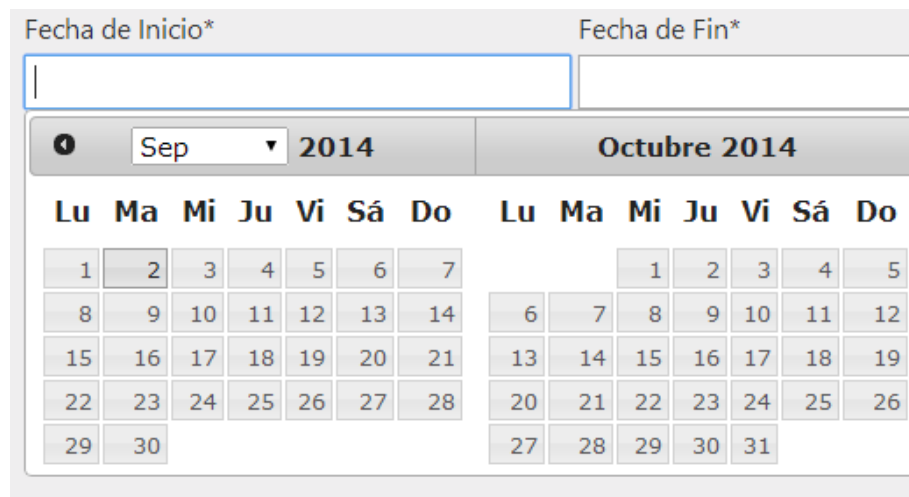 Fecha de Inicio* Fecha de Fin*
Sep 2014 Octubre 2014
Lu Ma Mi Ju Vi Sá Do Lu Ma Mi Ju Vi Sá Do
1 2 3 4 5 6 7 1 2 3 4 5
8 9 10 11 12 13 14 6 7 8 9 10 11 12
15 16 17 18 19 20 21 13 14 15 16 17 18 19
22 23 24 25 26 27 28 20 21 22 23 24 25 26
29 30 27 28 29 30 31